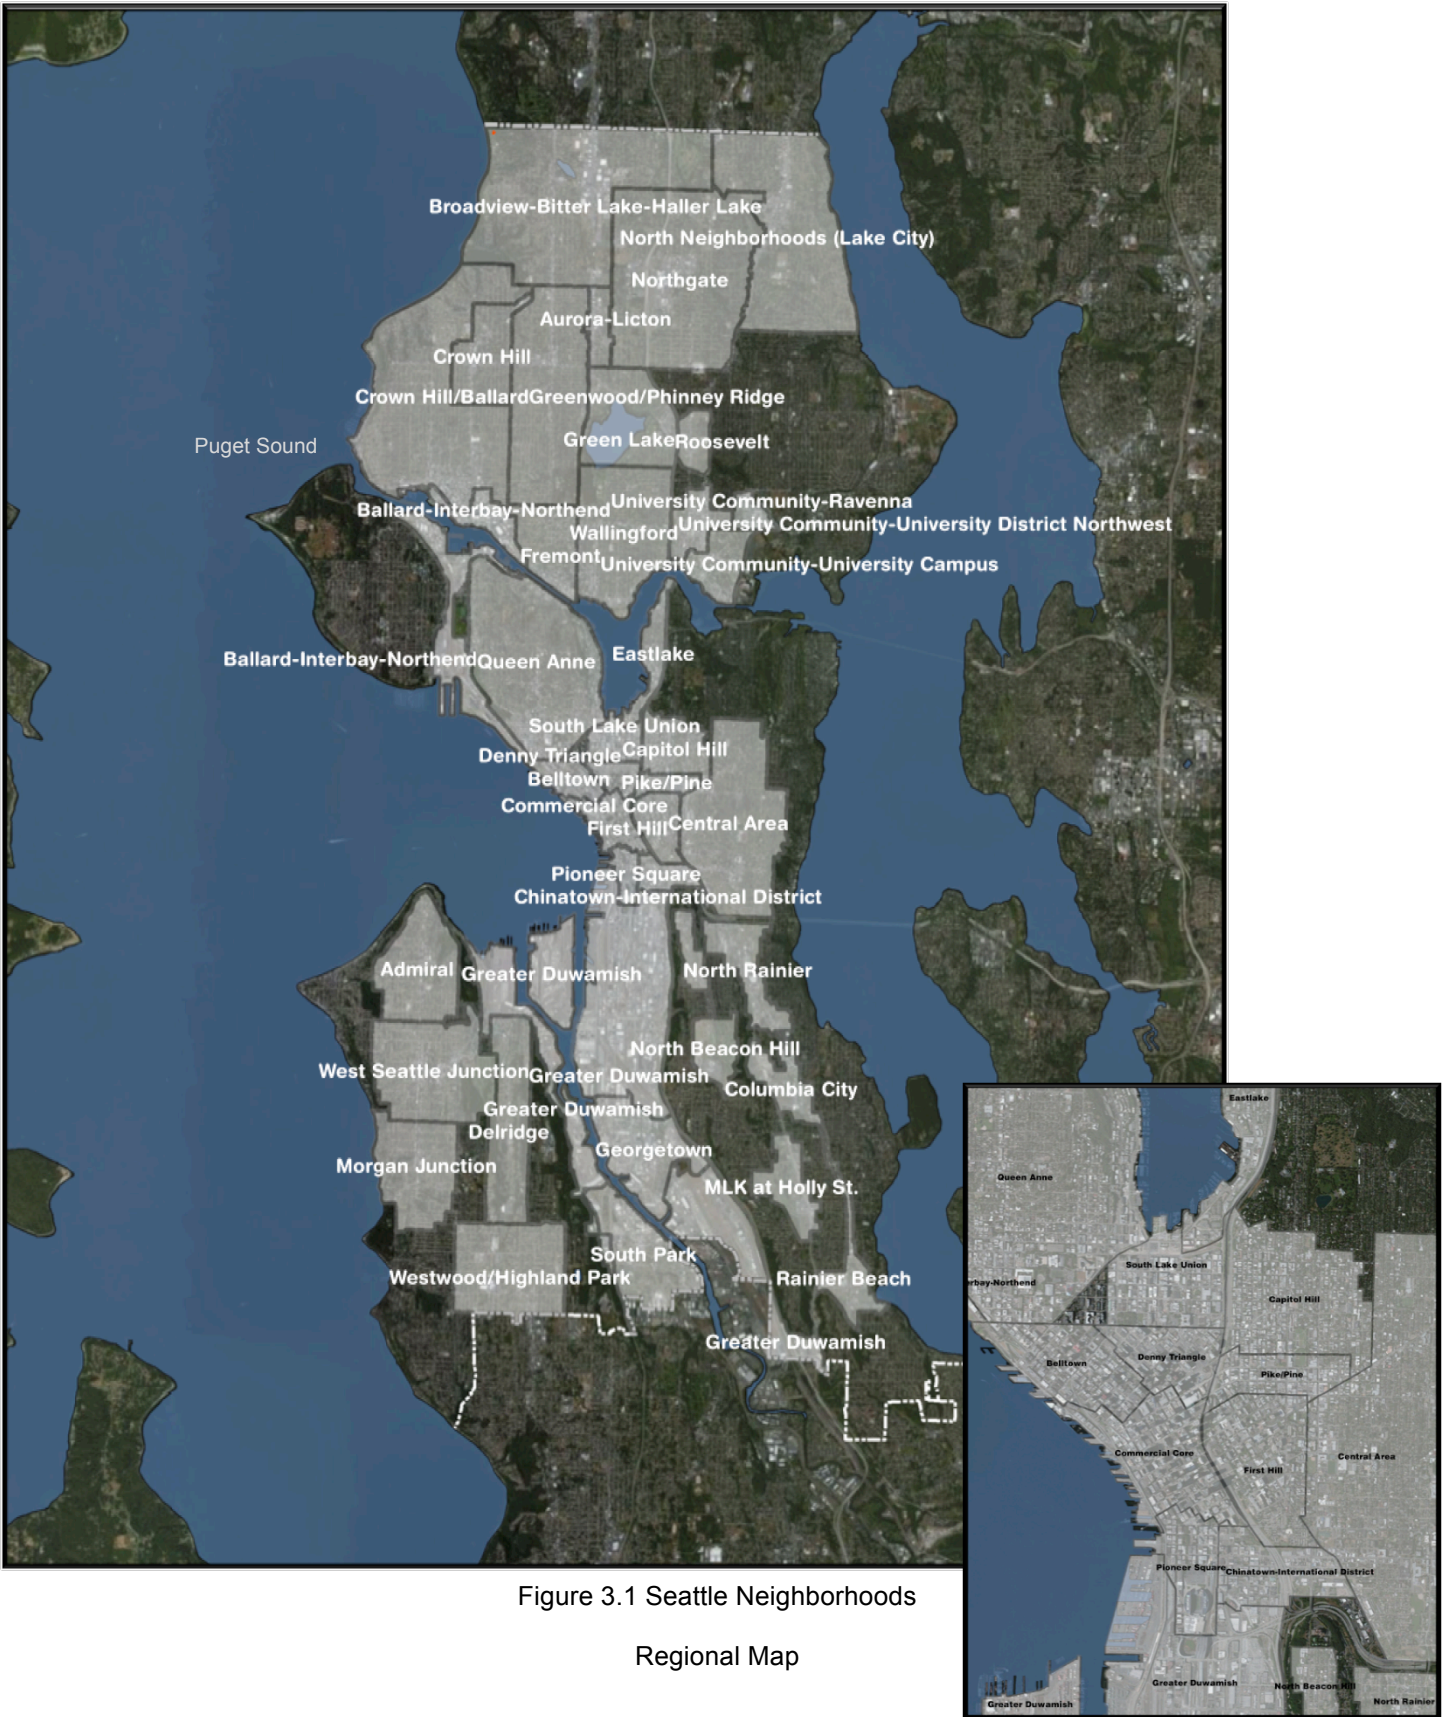 Broadview-Bitter Lake-Haller Lake
North Neighborhoods (Lake City)
Northgate
Aurora-Licton
Crown Hill
Crown Hill/Ballard Greenwood/Phinney Ridge
Puget Sound
Green Lake Roosevelt
University Community-Ravenna
Ballard-Interbay-Northend
University Community-University District Northwest
Wallingford
Fremont
University Community-University Campus
Eastlake
Ballard-Interbay-Northend Queen Anne
South Lake Union
Denny Triangle Capitol Hill
Belltown Pike/Pine
Commercial Core
First Hill Central Area
Pioneer Square
Chinatown-International District
Admiral Greater Duwamish North Rainier
North Beacon Hill
West Seattle Junction Greater Duwamish
Columbia City
Greater Duwamish
Delridge
Georgetown
Morgan Junction
MLK at Holly St.
South Park
Westwood/Highland Park Rainier Beach
Greater Duwamish
Eastlake
Queen Anne
South Lake Union
rbay-Northend
Capitol Hill
Belltown Denny Triangle
Pike/Pine
Commercial Core
Central Area
First Hill
Pioneer Square Chinatown-International District
Greater Duwamish
North Beacon Hill
Greater Duwamish
North Rainier
Figure 3.1 Seattle Neighborhoods
Regional Map